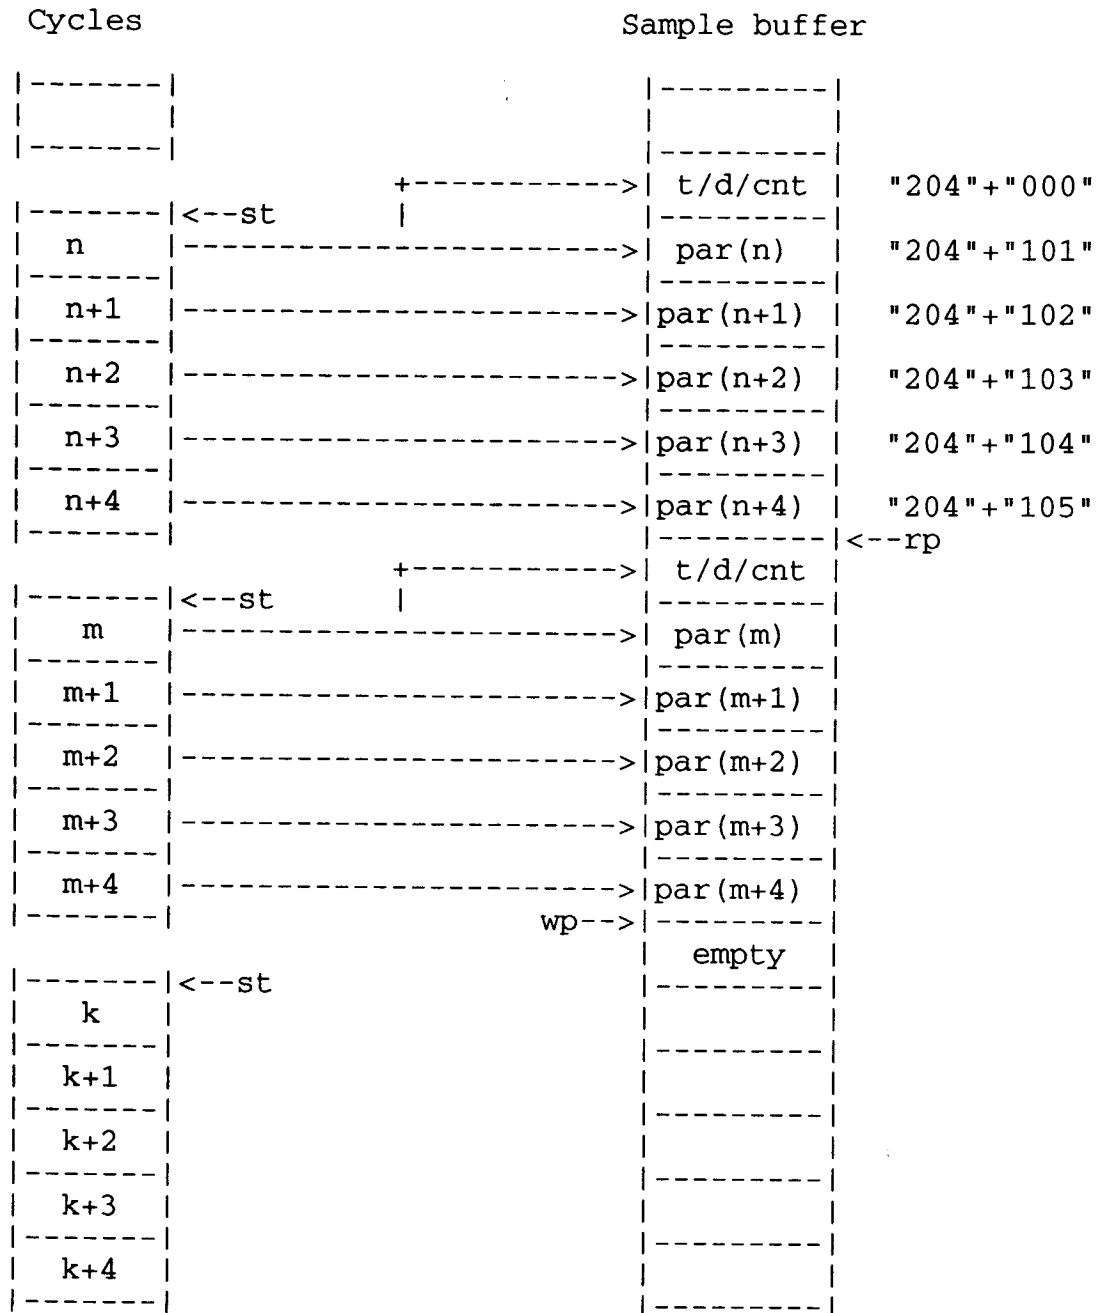 Cycles Sample buffer
|-------| |---------|
| | | |
|-------| |---------|
+----------->| t/d/cnt | "204"+"000"
|-------|<--st | |---------|
| n |----------------------->| par(n) | "204"+"101"
|-------| |---------|
| n+1 |----------------------->|par(n+1) | "204"+"102"
|-------| |---------|
| n+2 |----------------------->|par(n+2) | "204"+"103"
|-------| |---------|
| n+3 |----------------------->|par(n+3) | "204"+"104"
|-------| |---------|
| n+4 |----------------------->|par(n+4) | "204"+"105"
|-------| |---------|<--rp
+----------->| t/d/cnt |
|-------|<--st | |---------|
| m |----------------------->| par(m) |
|-------| |---------|
| m+1 |----------------------->|par(m+1) |
|-------| |---------|
| m+2 |----------------------->|par(m+2) |
|-------| |---------|
| m+3 |----------------------->|par(m+3) |
|-------| |---------|
| m+4 |----------------------->|par(m+4) |
|-------| wp-->|---------|
| empty |
|-------|<--st |---------|
| k | | |
|-------| |---------|
| k+1 | | |
|-------| |---------|
| k+2 | | |
|-------| |---------|
| k+3 | | |
|-------| |---------|
| k+4 | | |
|-------| |---------|